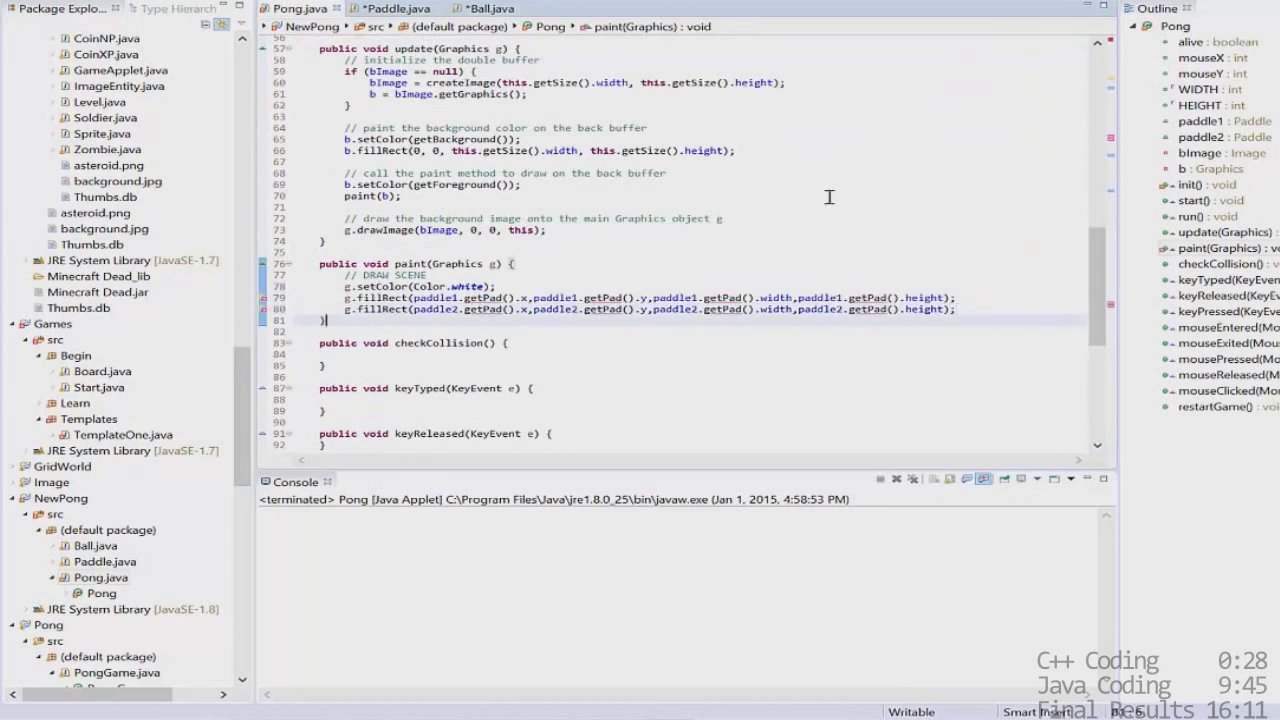 Package Explo...
Type Hierarch
CoinNP.java
CoinXP.java
GameApplet.java
ImageEntity.java
Level.java
Soldier.java
Sprite.java
Zombie.java
asteroid.png
background.jpg
Thumbs.db
asteroid.png
background.jpg
Thumbs.db
JRE System Library [JavaSE-1.7]
Minecraft Dead_lib
Minecraft Dead.jar
Thumbs.db
Games
src
Begin
Board.java
Start.java
Learn
Templates
TemplateOne.java
JRE System Library [JavaSE-1.7]
GridWorld
Image
NewPong
src
(default package)
Ball.java
Paddle.java
Pong.java
Pong
JRE System Library [JavaSE-1.8]
Pong
src
(default package)
PongGame.java
Pong.java
*Paddle.java
*Ball.java
NewPong
src
(default package)
Pong
paint(Graphics) : void
56
57 public void update(Graphics g) {
58 // initialize the double buffer
59 if (bImage == null) {
60 bImage = createImage(this.getSize().width, this.getSize().height);
61 b = bImage.getGraphics();
62 }
63
64 // paint the background color on the back buffer
65 b.setColor(getBackground());
66 b.fillRect(0, 0, this.getSize().width, this.getSize().height);
67
68 // call the paint method to draw on the back buffer
69 b.setColor(getForeground());
70 paint(b);
71
72 // draw the background image onto the main Graphics object g
73 g.drawImage(bImage, 0, 0, this);
74 }
75
76 public void paint(Graphics g) {
77 // DRAW SCENE
78 g.setColor(Color.white);
79 g.fillRect(paddle1.getPad().x,paddle1.getPad().y,paddle1.getPad().width,paddle1.getPad().height);
80 g.fillRect(paddle2.getPad().x,paddle2.getPad().y,paddle2.getPad().width,paddle2.getPad().height);
81 }
82
83 public void checkCollision() {
84
85 }
86
87 public void keyTyped(KeyEvent e) {
88
89 }
90
91 public void keyReleased(KeyEvent e) {
92 }
Console
<terminated> Pong [Java Applet] C:\Program Files\Java\jre1.8.0_25\bin\javaw.exe (Jan 1, 2015, 4:58:53 PM)
Outline
Pong
alive : boolean
mouseX : int
mouseY : int
WIDTH : int
HEIGHT : int
paddle1 : Paddle
paddle2 : Paddle
bImage : Image
b : Graphics
init() : void
start() : void
run() : void
update(Graphics) :
paint(Graphics) : void
checkCollision() : void
keyTyped(KeyEvent
keyReleased(KeyEve
keyPressed(KeyEve
mouseEntered(Mou
mouseExited(Mous
mousePressed(Mou
mouseReleased(Mo
mouseClicked(Mou
restartGame() : void
C++ Coding 0:28
Java Coding 9:45
Final Results 16:11
Writable
Smart Insert